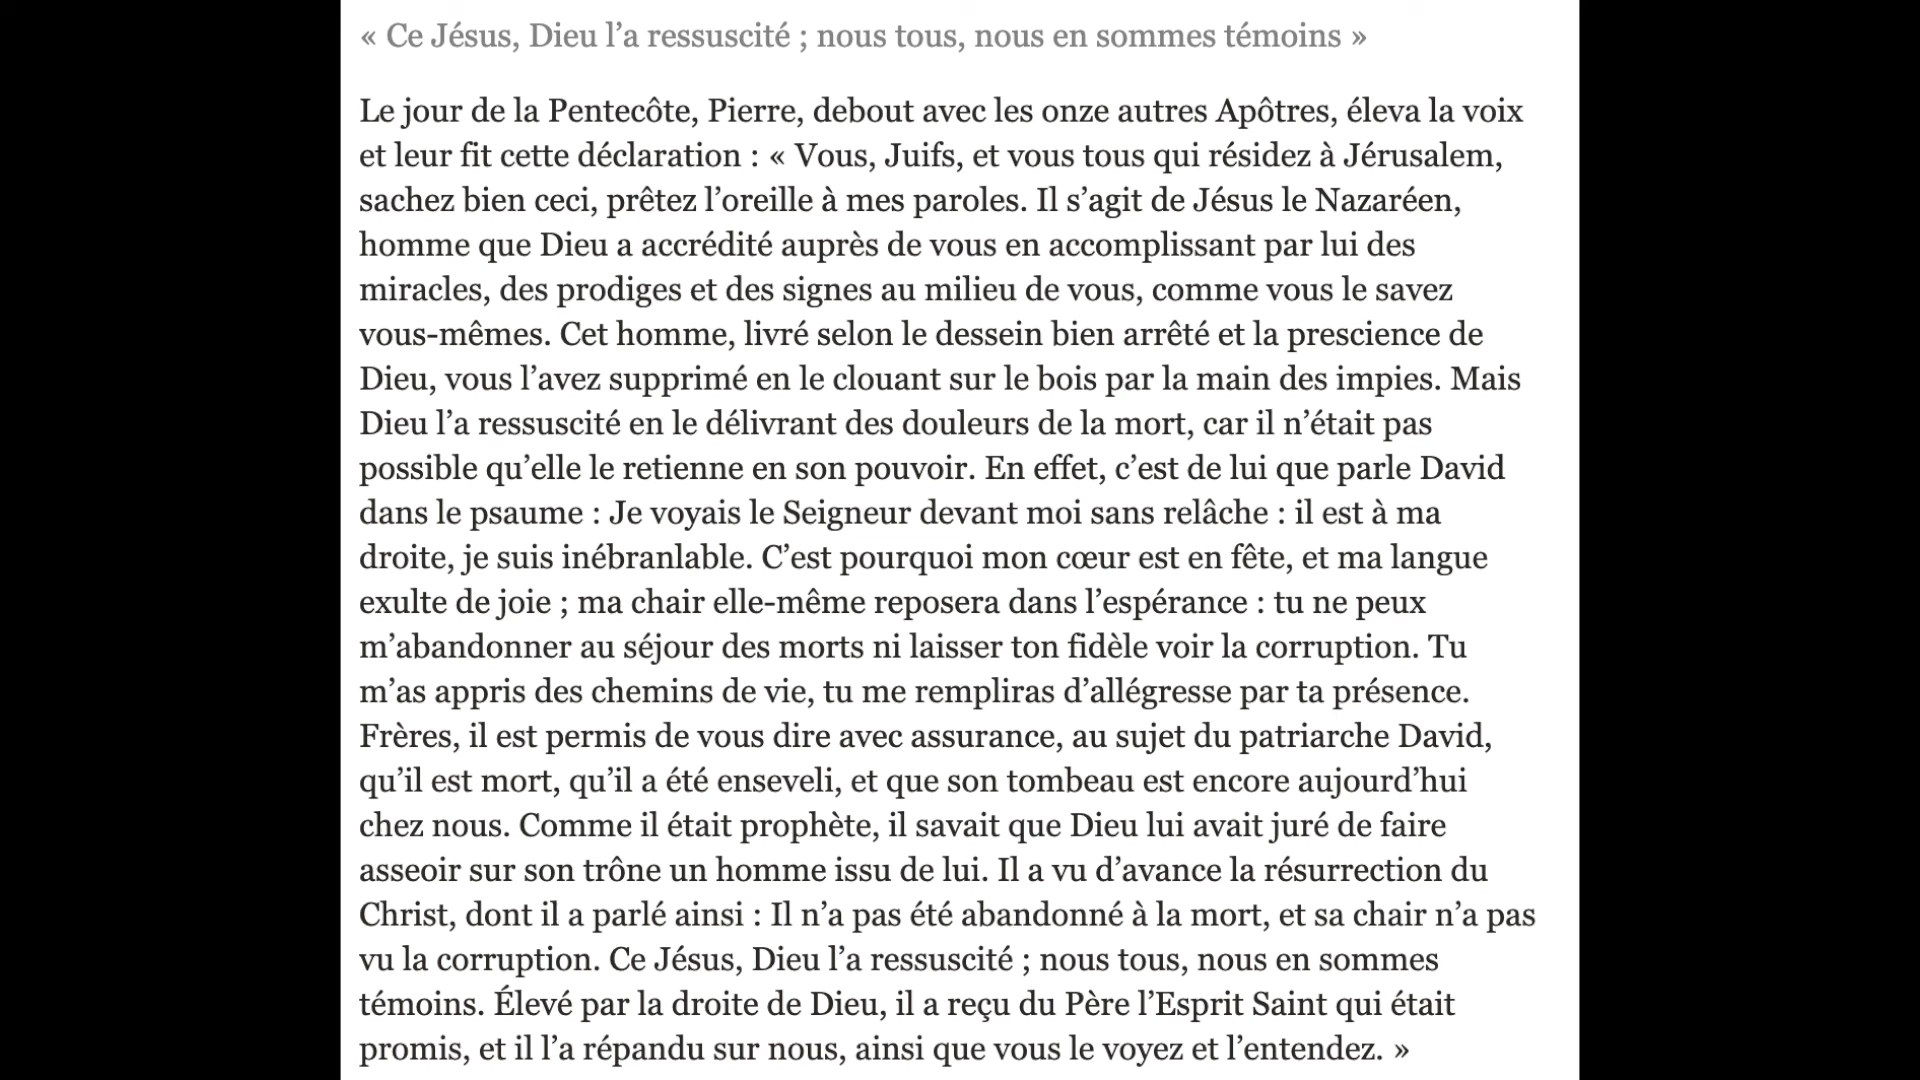 « Ce Jésus, Dieu l’a ressuscité ; nous tous, nous en sommes témoins »
Le jour de la Pentecôte, Pierre, debout avec les onze autres Apôtres, éleva la voix
et leur fit cette déclaration : « Vous, Juifs, et vous tous qui résidez à Jérusalem,
sachez bien ceci, prêtez l’oreille à mes paroles. Il s’agit de Jésus le Nazaréen,
homme que Dieu a accrédité auprès de vous en accomplissant par lui des
miracles, des prodiges et des signes au milieu de vous, comme vous le savez
vous-mêmes. Cet homme, livré selon le dessein bien arrêté et la prescience de
Dieu, vous l’avez supprimé en le clouant sur le bois par la main des impies. Mais
Dieu l’a ressuscité en le délivrant des douleurs de la mort, car il n’était pas
possible qu’elle le retienne en son pouvoir. En effet, c’est de lui que parle David
dans le psaume : Je voyais le Seigneur devant moi sans relâche : il est à ma
droite, je suis inébranlable. C’est pourquoi mon cœur est en fête, et ma langue
exulte de joie ; ma chair elle-même reposera dans l’espérance : tu ne peux
m’abandonner au séjour des morts ni laisser ton fidèle voir la corruption. Tu
m’as appris des chemins de vie, tu me rempliras d’allégresse par ta présence.
Frères, il est permis de vous dire avec assurance, au sujet du patriarche David,
qu’il est mort, qu’il a été enseveli, et que son tombeau est encore aujourd’hui
chez nous. Comme il était prophète, il savait que Dieu lui avait juré de faire
asseoir sur son trône un homme issu de lui. Il a vu d’avance la résurrection du
Christ, dont il a parlé ainsi : Il n’a pas été abandonné à la mort, et sa chair n’a pas
vu la corruption. Ce Jésus, Dieu l’a ressuscité ; nous tous, nous en sommes
témoins. Élevé par la droite de Dieu, il a reçu du Père l’Esprit Saint qui était
promis, et il l’a répandu sur nous, ainsi que vous le voyez et l’entendez. »